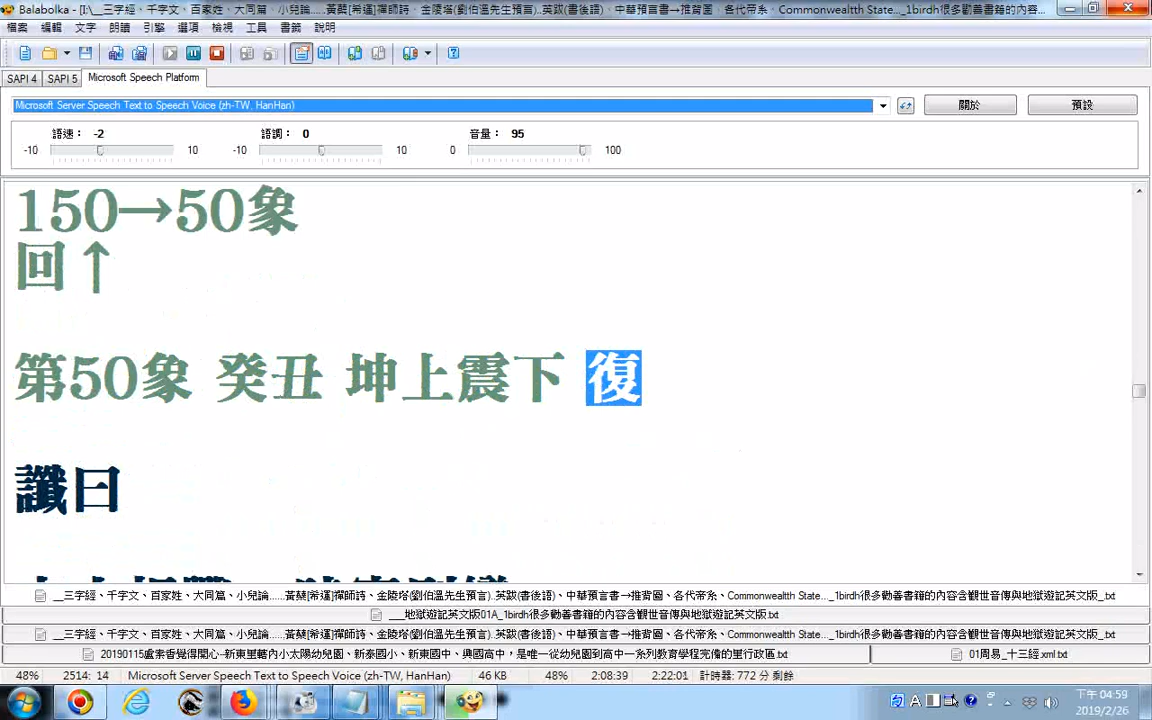 Balabolka - [I:\__三字經、千字文、百家姓、大同篇、小兒論.....黃蘗[希運]禪師詩、金陵塔(劉伯溫先生預言)..英跋(書後語)、中華預言書→推背圖、各代帝系、Commonwealtth State..._1birdh很多勸善書籍的內容...
檔案 編輯 文字 朗讀 引擎 選項 檢視 工具 書籤 說明
SAPI 4 SAPI 5 Microsoft Speech Platform
Microsoft Server Speech Text to Speech Voice (zh-TW, HanHan)
關於 預設
語速： -2 語調： 0 音量： 95
-10 10 -10 10 0 100
150→50象
回↑
第50象 癸丑 坤上震下 復
讖曰
__三字經、千字文、百家姓、大同篇、小兒論......黃蘗[希運]禪師詩、金陵塔(劉伯溫先生預言)..英跋(書後語)、中華預言書→推背圖、各代帝系、Commonwealtth State..._1birdh很多勸善書籍的內容含觀世音傳與地獄遊記英文版_.txt
___地獄遊記英文版01A_1birdh很多勸善書籍的內容含觀世音傳與地獄遊記英文版.txt
__三字經、千字文、百家姓、大同篇、小兒論......黃蘗[希運]禪師詩、金陵塔(劉伯溫先生預言)..英跋(書後語)、中華預言書→推背圖、各代帝系、Commonwealtth State..._1birdh很多勸善書籍的內容含觀世音傳與地獄遊記英文版_.txt
20190115盧素香覺得開心--新東里轄內小太陽幼兒園、新泰國小、新東國中、興國高中，是唯一從幼兒園到高中一系列教育學程完備的里行政區.txt 01周易_十三經.xml.txt
48% 2514: 14 Microsoft Server Speech Text to Speech Voice (zh-TW, HanHan) 46 KB 48% 2:08:39 2:22:01 計時器: 772 分 剩餘
下午 04:59
2019/2/26